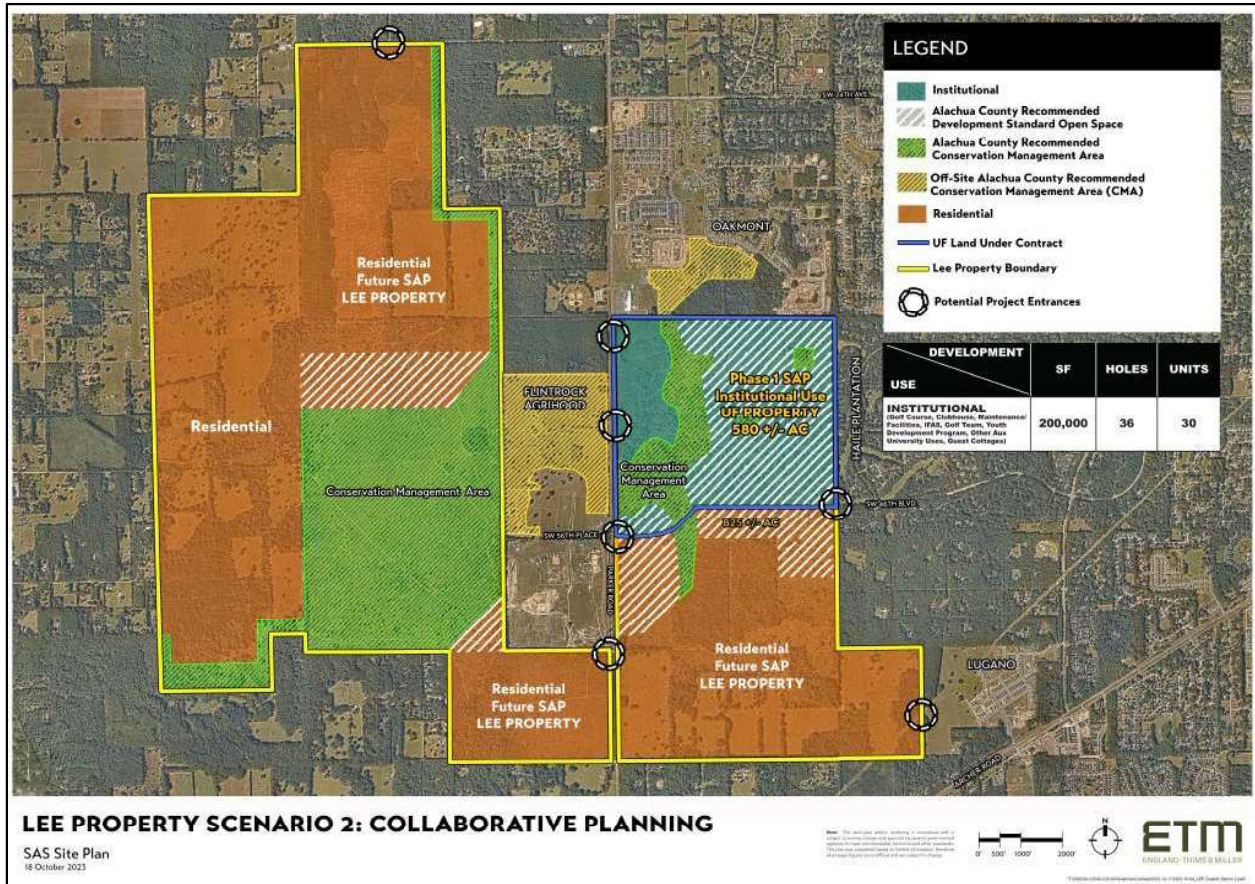 LEGEND
Institutional
Alachua County Recommended
Development Standard Open Space
Alachua County Recommended
Conservation Management Area
Off-Site Alachua County Recommended
Conservation Management Area (CMA)
Residential
UF Land Under Contract
Lee Property Boundary
Potential Project Entrances
DEVELOPMENT
USE
SF
HOLES
UNITS
INSTITUTIONAL
(Golf Course, Clubhouse, Maintenance/
Facilities, IFAS, Golf Team, Youth
Development Program, Other Aux
University Uses, Guest Cottages)
200,000
36
30
SW 24TH AVE.
OAKMONT
Residential
Future SAP
LEE PROPERTY
Phase 1 SAP
Institutional Use
UF PROPERTY
580 +/- AC
HAILE PLANTATION
FLINTROCK
AGRIHOOD
Residential
Conservation
Management
Area
Conservation Management Area
SW 46TH BLVD.
825 +/- AC
SW 56TH PLACE
PARKER ROAD
Residential
Future SAP
LEE PROPERTY
Residential
Future SAP
LEE PROPERTY
LUGANO
ARCHER ROAD
LEE PROPERTY SCENARIO 2: COLLABORATIVE PLANNING
SAS Site Plan
18 October 2023
0' 500' 1000' 2000'
N
ETM
ENGLAND-THIMS & MILLER